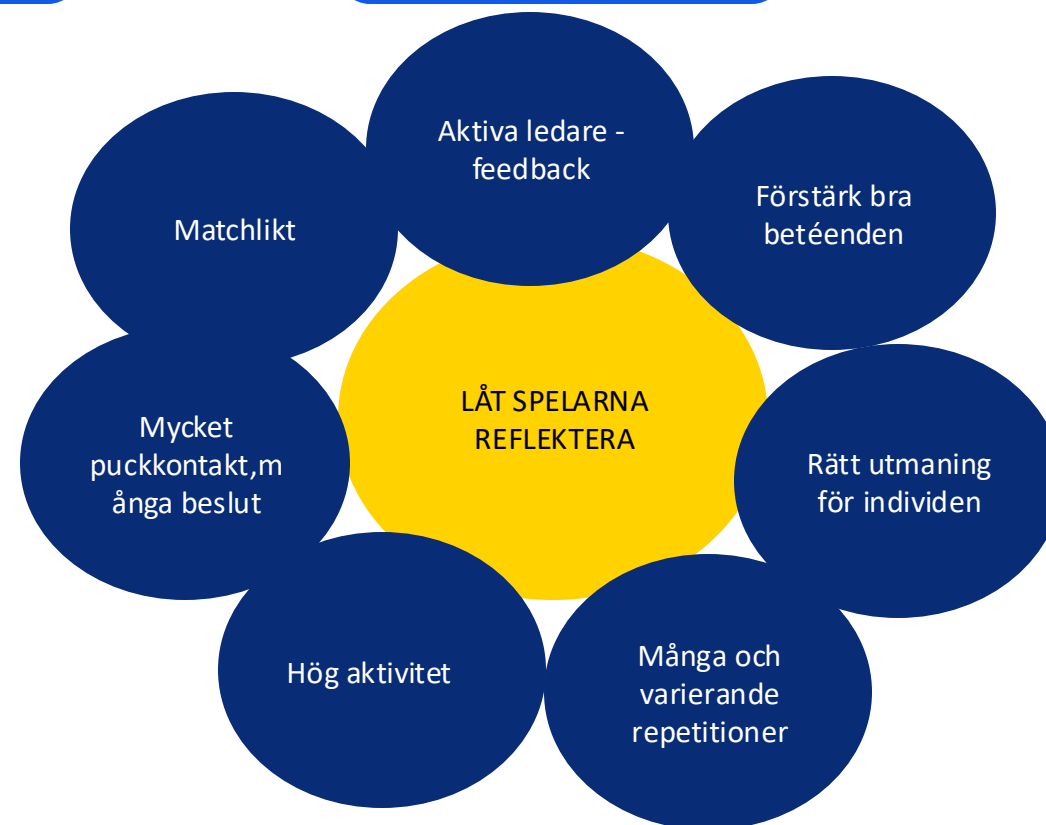 Aktiva ledare -
feedback
Förstärk bra
betéenden
Matchlikt
LÅT SPELARNA
REFLEKTERA
Mycket
puckkontakt,m
ånga beslut
Rätt utmaning
för individen
Hög aktivitet
Många och
varierande
repetitioner